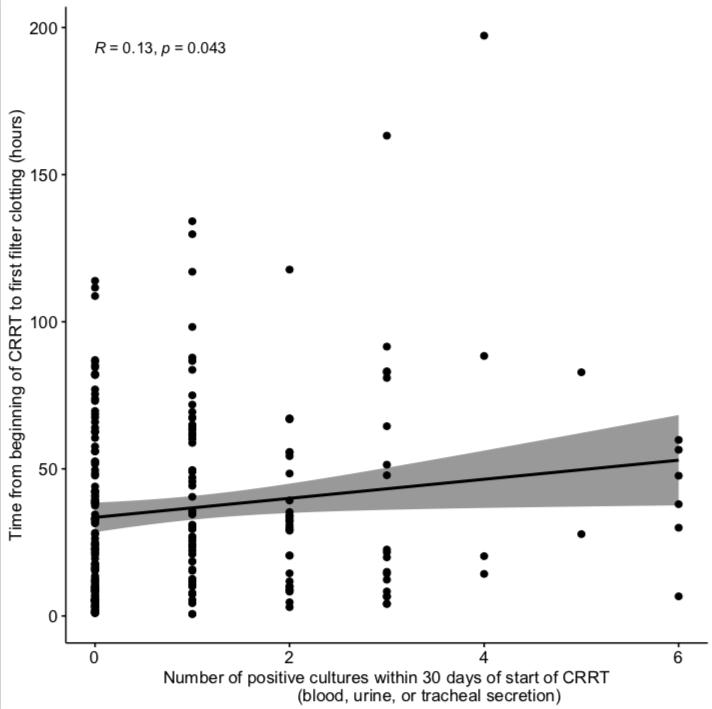 200
R = 0.13, p = 0.043
150
100
50
0
Time from beginning of CRRT to first filter clotting (hours)
0 2 4 6
Number of positive cultures within 30 days of start of CRRT
(blood, urine, or tracheal secretion)